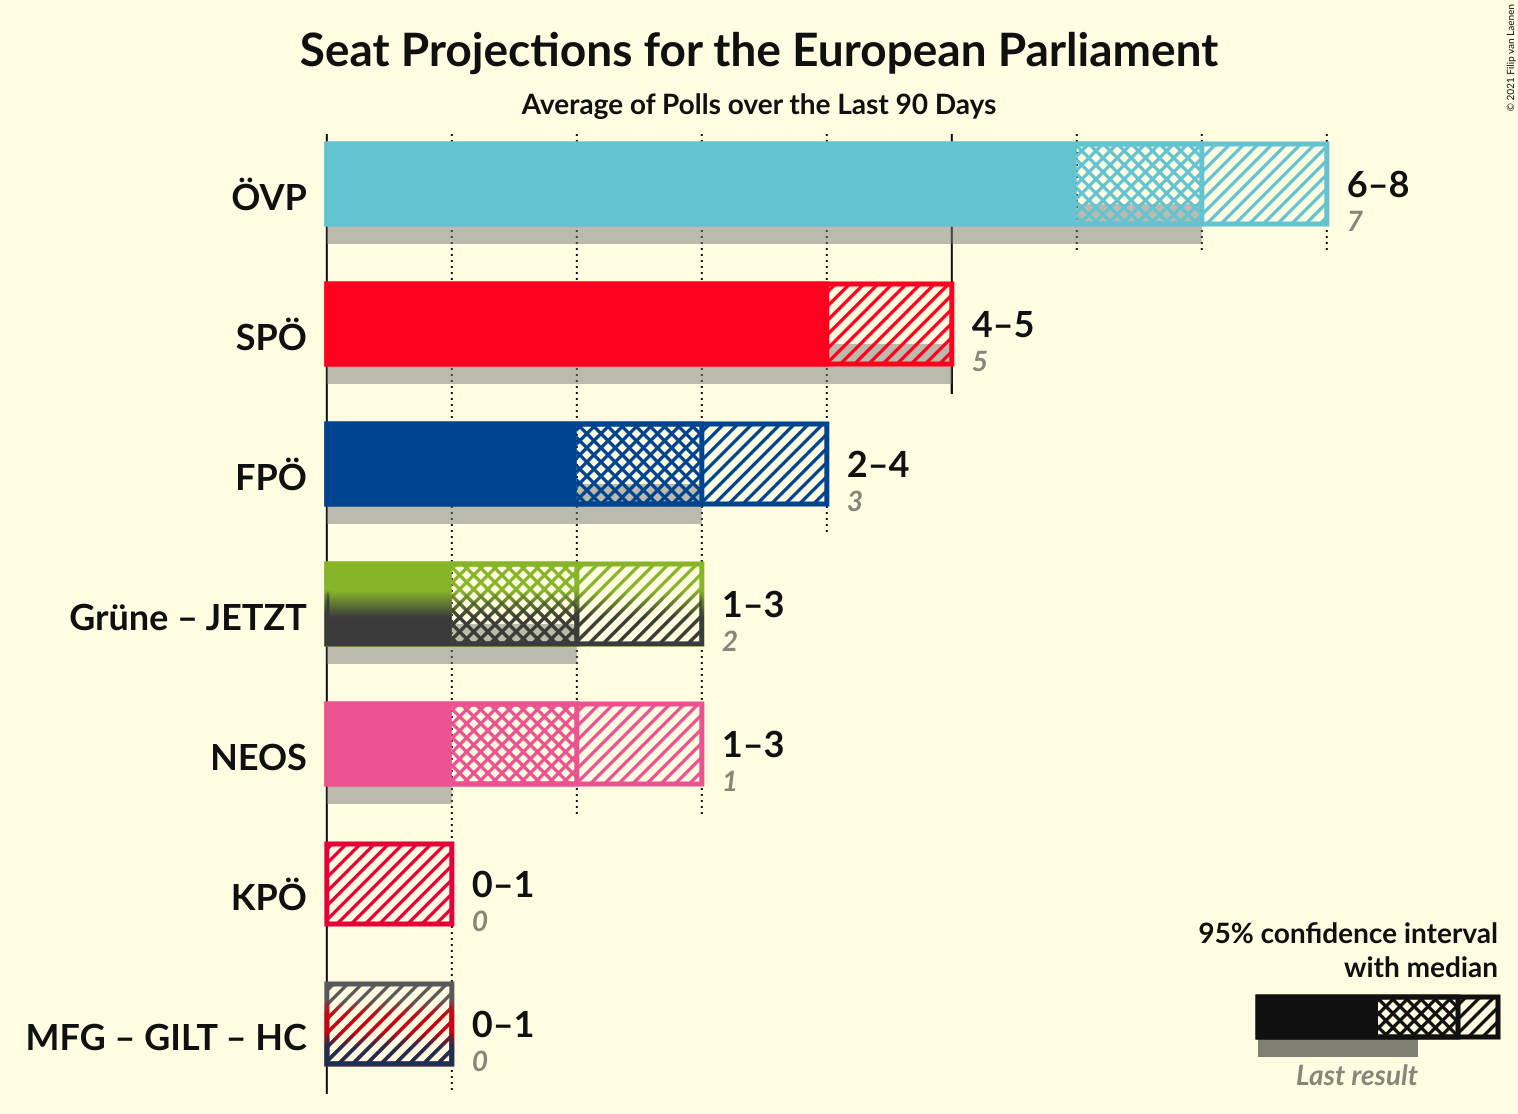 Seat Projections for the European Parliament
Average of Polls over the Last 90 Days
© 2021 Filip van Laenen
ÖVP
6–8
7
SPÖ
4–5
5
FPÖ
2–4
3
Grüne – JETZT
1–3
2
NEOS
1–3
1
KPÖ
0–1
0
MFG – GILT – HC
0–1
0
95% confidence interval
with median
Last result